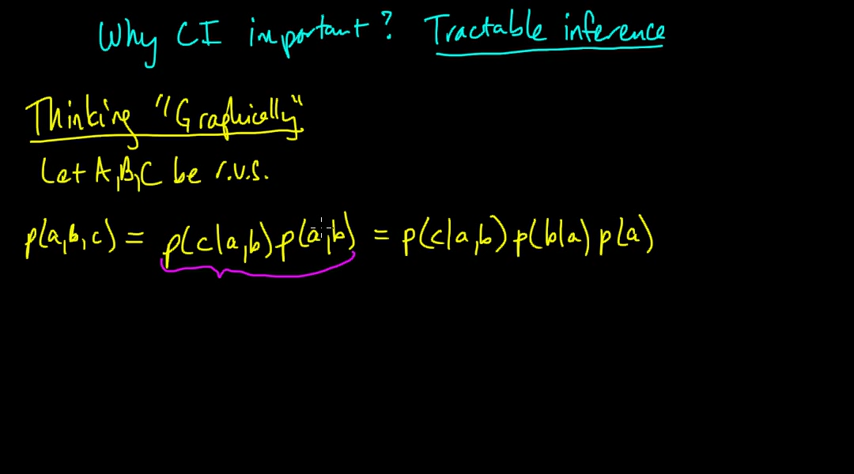 Why CI important? Tractable inference
Thinking "Graphically"
Let A,B,C be r.v.s.
p(a,b,c) = p(c|a,b)p(a,b) = p(c|a,b)p(b|a)p(a)